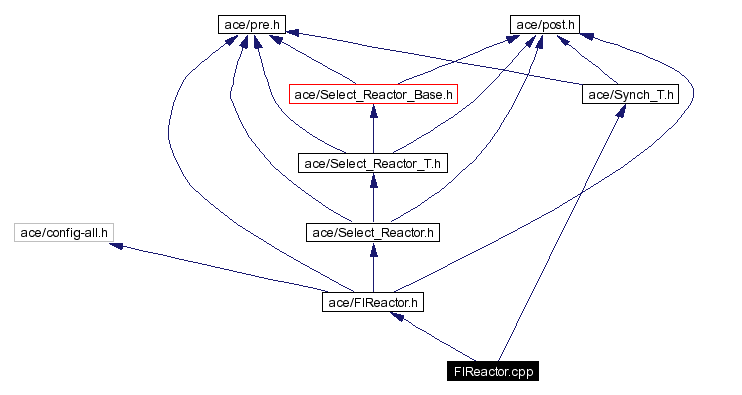 ace/pre.h
ace/post.h
ace/Select_Reactor_Base.h
ace/Synch_T.h
ace/Select_Reactor_T.h
ace/config-all.h
ace/Select_Reactor.h
ace/FlReactor.h
FlReactor.cpp